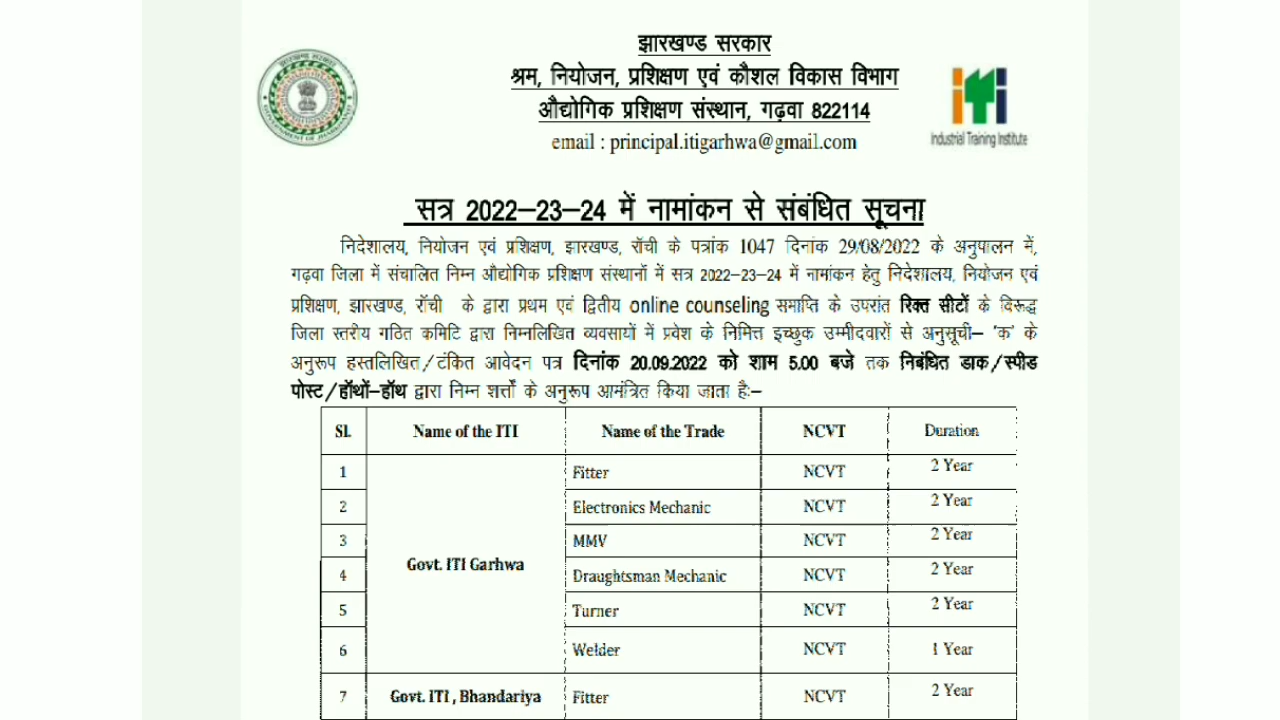 झारखण्ड सरकार
श्रम, नियोजन, प्रशिक्षण एवं कौशल विकास विभाग
औद्योगिक प्रशिक्षण संस्थान, गढ़वा 822114
email : principal.itigarhwa@gmail.com
Industrial Training Institute
सत्र 2022–23–24 में नामांकन से संबंधित सूचना
निदेशालय, नियोजन एवं प्रशिक्षण, झारखण्ड, रॉची के पत्रांक 1047 दिनांक 29/08/2022 के अनुपालन में,
गढ़वा जिला में संचालित निम्न औद्योगिक प्रशिक्षण संस्थानों में सत्र 2022-23-24 में नामांकन हेतु निदेशालय, नियोजन एवं
प्रशिक्षण, झारखण्ड, रॉची के द्वारा प्रथम एवं द्वितीय online counseling समाप्ति के उपरांत रिक्त सीटों के विरूद्ध
जिला स्तरीय गठित कमिटि द्वारा निम्नलिखित व्यवसायों में प्रवेश के निमित्त इच्छुक उम्मीदवारों से अनुसूची– 'क' के
अनुरूप हस्तलिखित/टंकित आवेदन पत्र दिनांक 20.09.2022 को शाम 5.00 बजे तक निबंधित डाक/स्पीड
पोस्ट/हॉथों–हॉथ द्वारा निम्न शर्त्तों के अनुरूप आमंत्रित किया जाता हैः–
Sl. Name of the ITI Name of the Trade NCVT Duration
1 Fitter NCVT 2 Year
2 Electronics Mechanic NCVT 2 Year
3 MMV NCVT 2 Year
Govt. ITI Garhwa
4 Draughtsman Mechanic NCVT 2 Year
5 Turner NCVT 2 Year
6 Welder NCVT 1 Year
7 Govt. ITI , Bhandariya Fitter NCVT 2 Year